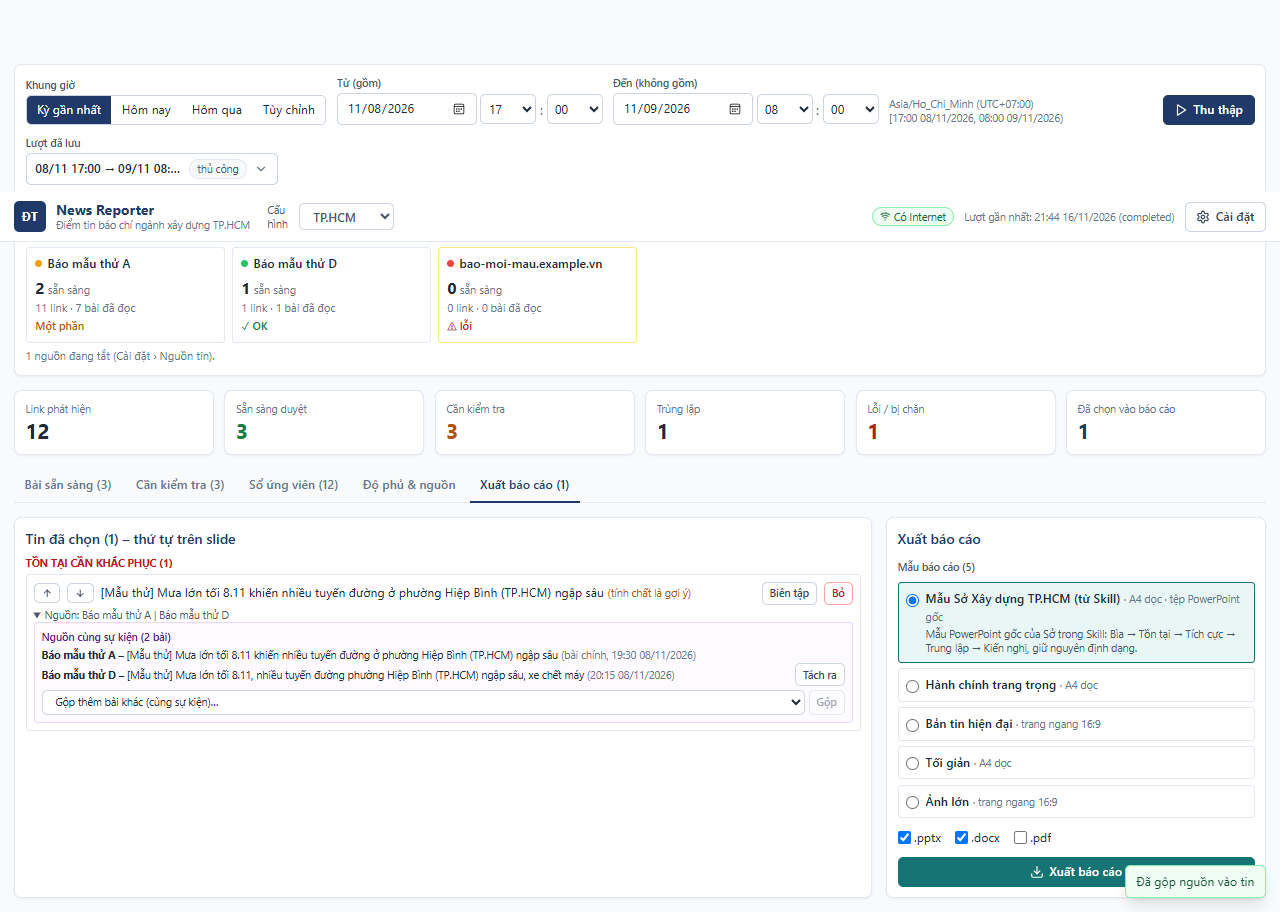 Khung giờ
Kỳ gần nhất Hôm nay Hôm qua Tùy chỉnh
Từ (gồm)
11/08/2026 17 : 00
Đến (không gồm)
11/09/2026 08 : 00
Asia/Ho_Chi_Minh (UTC+07:00)
[17:00 08/11/2026, 08:00 09/11/2026)
Thu thập
Lượt đã lưu
08/11 17:00 → 09/11 08:... thủ công
ĐT
News Reporter
Điểm tin báo chí ngành xây dựng TP.HCM
Cấu hình
TP.HCM
Có Internet
Lượt gần nhất: 21:44 16/11/2026 (completed)
Cài đặt
Báo mẫu thử A
2 sẵn sàng
11 link · 7 bài đã đọc
Một phần
Báo mẫu thử D
1 sẵn sàng
1 link · 1 bài đã đọc
✓ OK
bao-moi-mau.example.vn
0 sẵn sàng
0 link · 0 bài đã đọc
⚠ lỗi
1 nguồn đang tắt (Cài đặt › Nguồn tin).
Link phát hiện
12
Sẵn sàng duyệt
3
Cần kiểm tra
3
Trùng lặp
1
Lỗi / bị chặn
1
Đã chọn vào báo cáo
1
Bài sẵn sàng (3) Cần kiểm tra (3) Sổ ứng viên (12) Độ phủ & nguồn Xuất báo cáo (1)
Tin đã chọn (1) – thứ tự trên slide
TỒN TẠI CẦN KHẮC PHỤC (1)
↑ ↓ [Mẫu thử] Mưa lớn tối 8.11 khiến nhiều tuyến đường ở phường Hiệp Bình (TP.HCM) ngập sâu (tính chất là gợi ý) Biên tập Bỏ
▼ Nguồn: Báo mẫu thử A | Báo mẫu thử D
Nguồn cùng sự kiện (2 bài)
Báo mẫu thử A – [Mẫu thử] Mưa lớn tối 8.11 khiến nhiều tuyến đường ở phường Hiệp Bình (TP.HCM) ngập sâu (bài chính, 19:30 08/11/2026)
Báo mẫu thử D – [Mẫu thử] Mưa lớn tối 8.11, nhiều tuyến đường phường Hiệp Bình (TP.HCM) ngập sâu, xe chết máy (20:15 08/11/2026) Tách ra
Gộp thêm bài khác (cùng sự kiện)... Gộp
Xuất báo cáo
Mẫu báo cáo (5)
Mẫu Sở Xây dựng TP.HCM (từ Skill) · A4 dọc · tệp PowerPoint
gốc
Mẫu PowerPoint gốc của Sở trong Skill: Bìa → Tồn tại → Tích cực →
Trung lập → Kiến nghị, giữ nguyên định dạng.
Hành chính trang trọng · A4 dọc
Bản tin hiện đại · trang ngang 16:9
Tối giản · A4 dọc
Ảnh lớn · trang ngang 16:9
.pptx .docx .pdf
Xuất báo cáo
Đã gộp nguồn vào tin